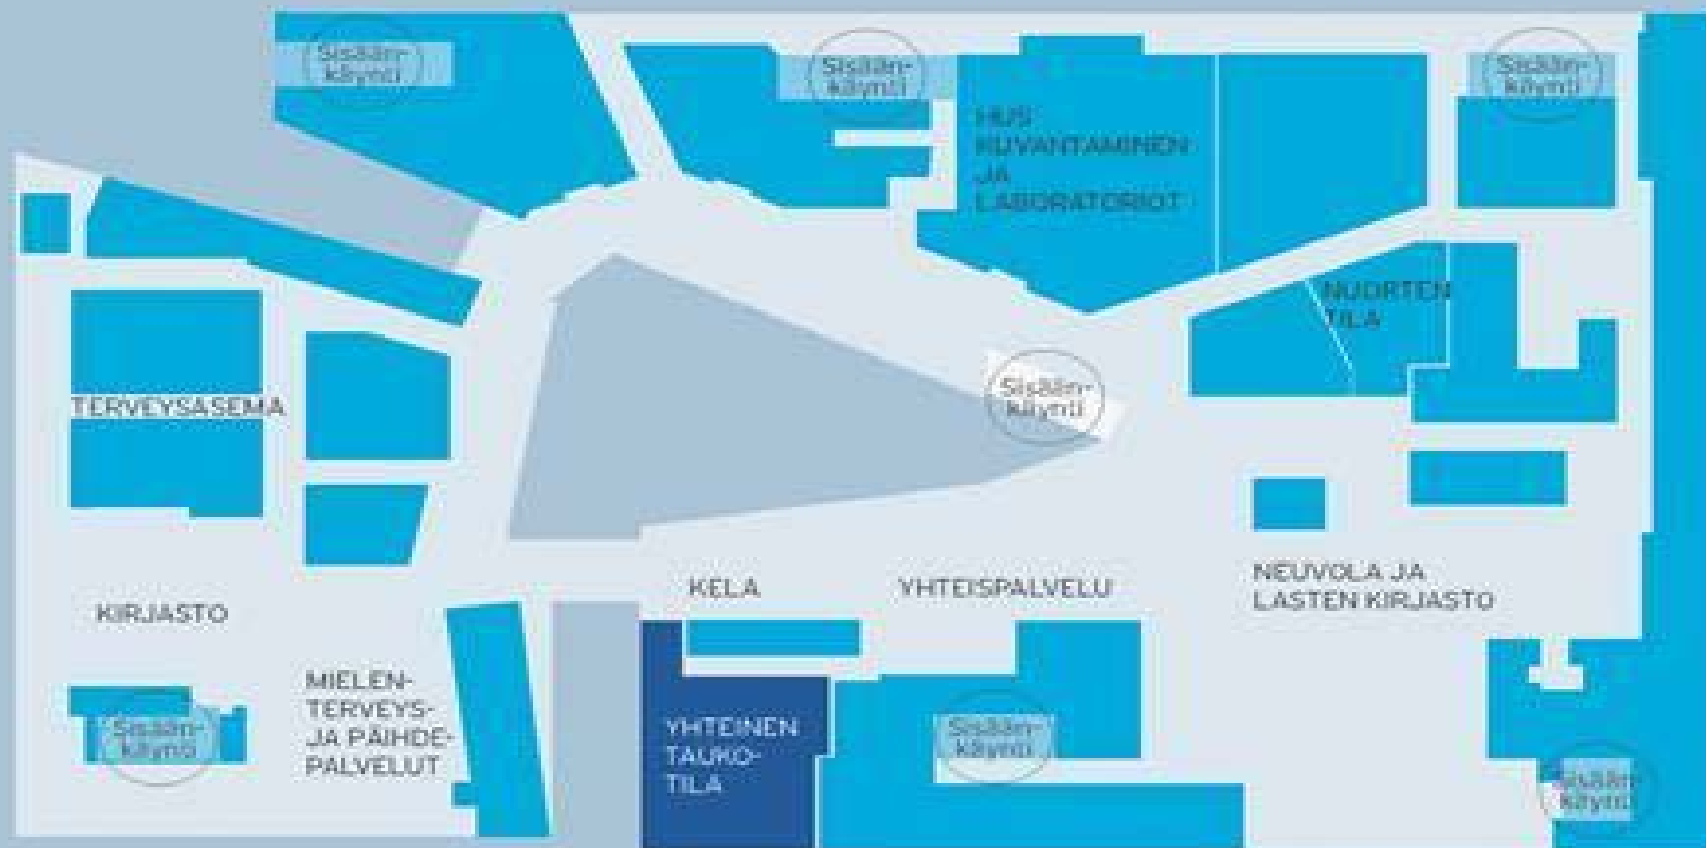 Sisään-
käynti
Sisään-
käynti
Sisään-
käynti
HUS
KUVANTAMINEN
JA
LABORATORIOT
NUORTEN
TILA
Sisään-
käynti
TERVEYSASEMA
KELA
YHTEISPALVELU
NEUVOLA JA
LASTEN KIRJASTO
KIRJASTO
MIELEN-
TERVEYS-
JA PÄIHDE-
PALVELUT
Sisään-
käynti
YHTEINEN
TAUKO-
TILA
Sisään-
käynti
Sisään-
käynti